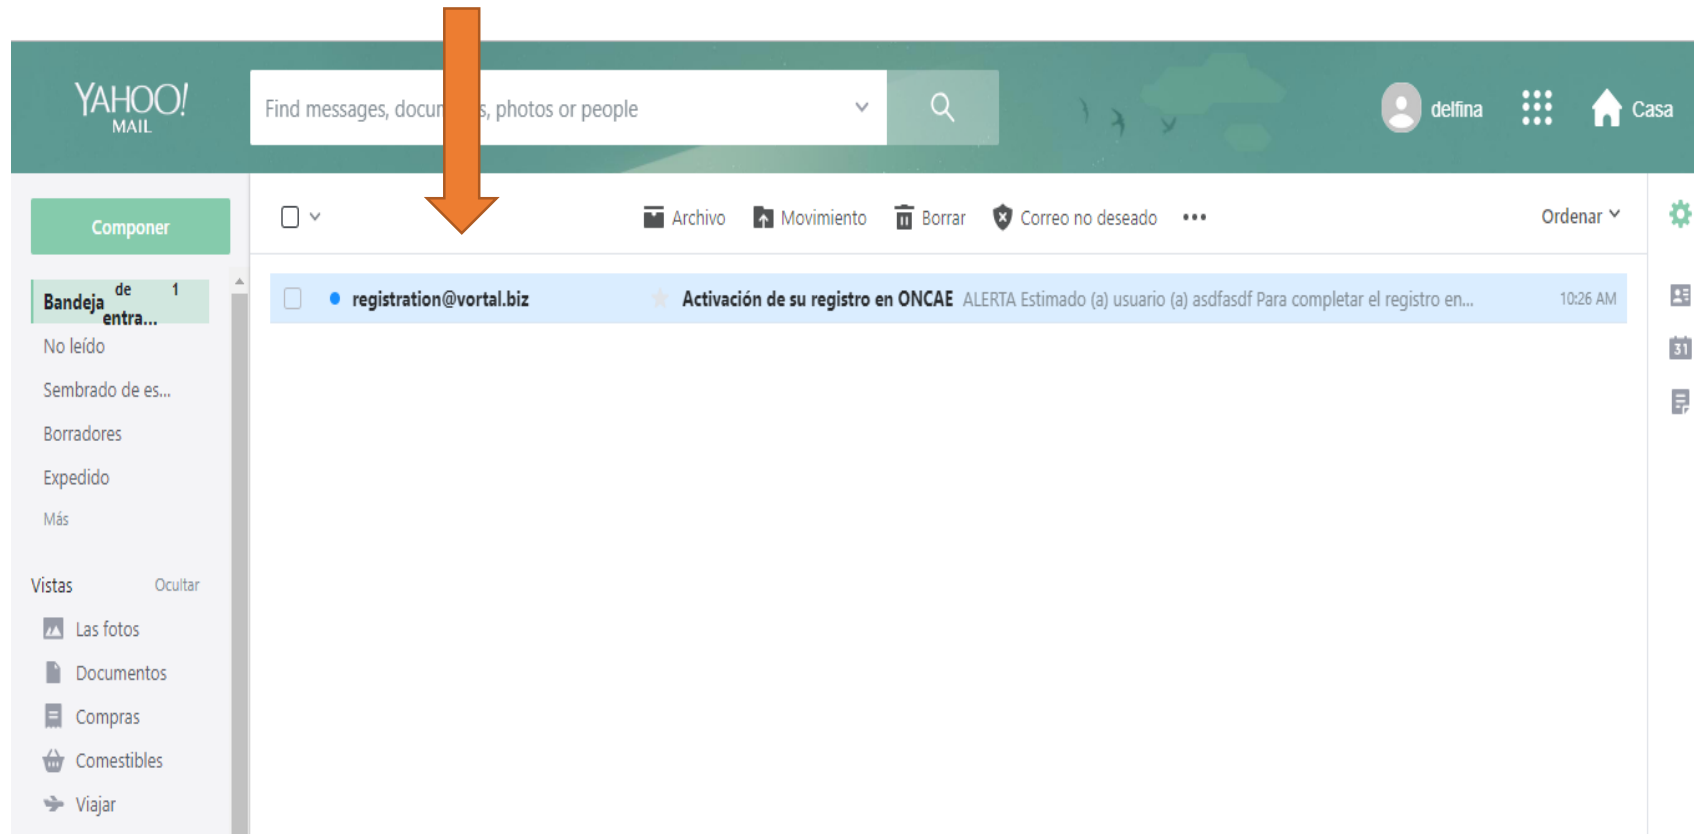 YAHOO!
MAIL
Find messages, documents, photos or people
delfina
Casa
Componer
Archivo Movimiento Borrar Correo no deseado
Ordenar
Bandeja de entra... 1
registration@vortal.biz Activación de su registro en ONCAE ALERTA Estimado (a) usuario (a) asdfasdf Para completar el registro en... 10:26 AM
No leído
Sembrado de es...
Borradores
Expedido
Más
31
Vistas Ocultar
Las fotos
Documentos
Compras
Comestibles
Viajar